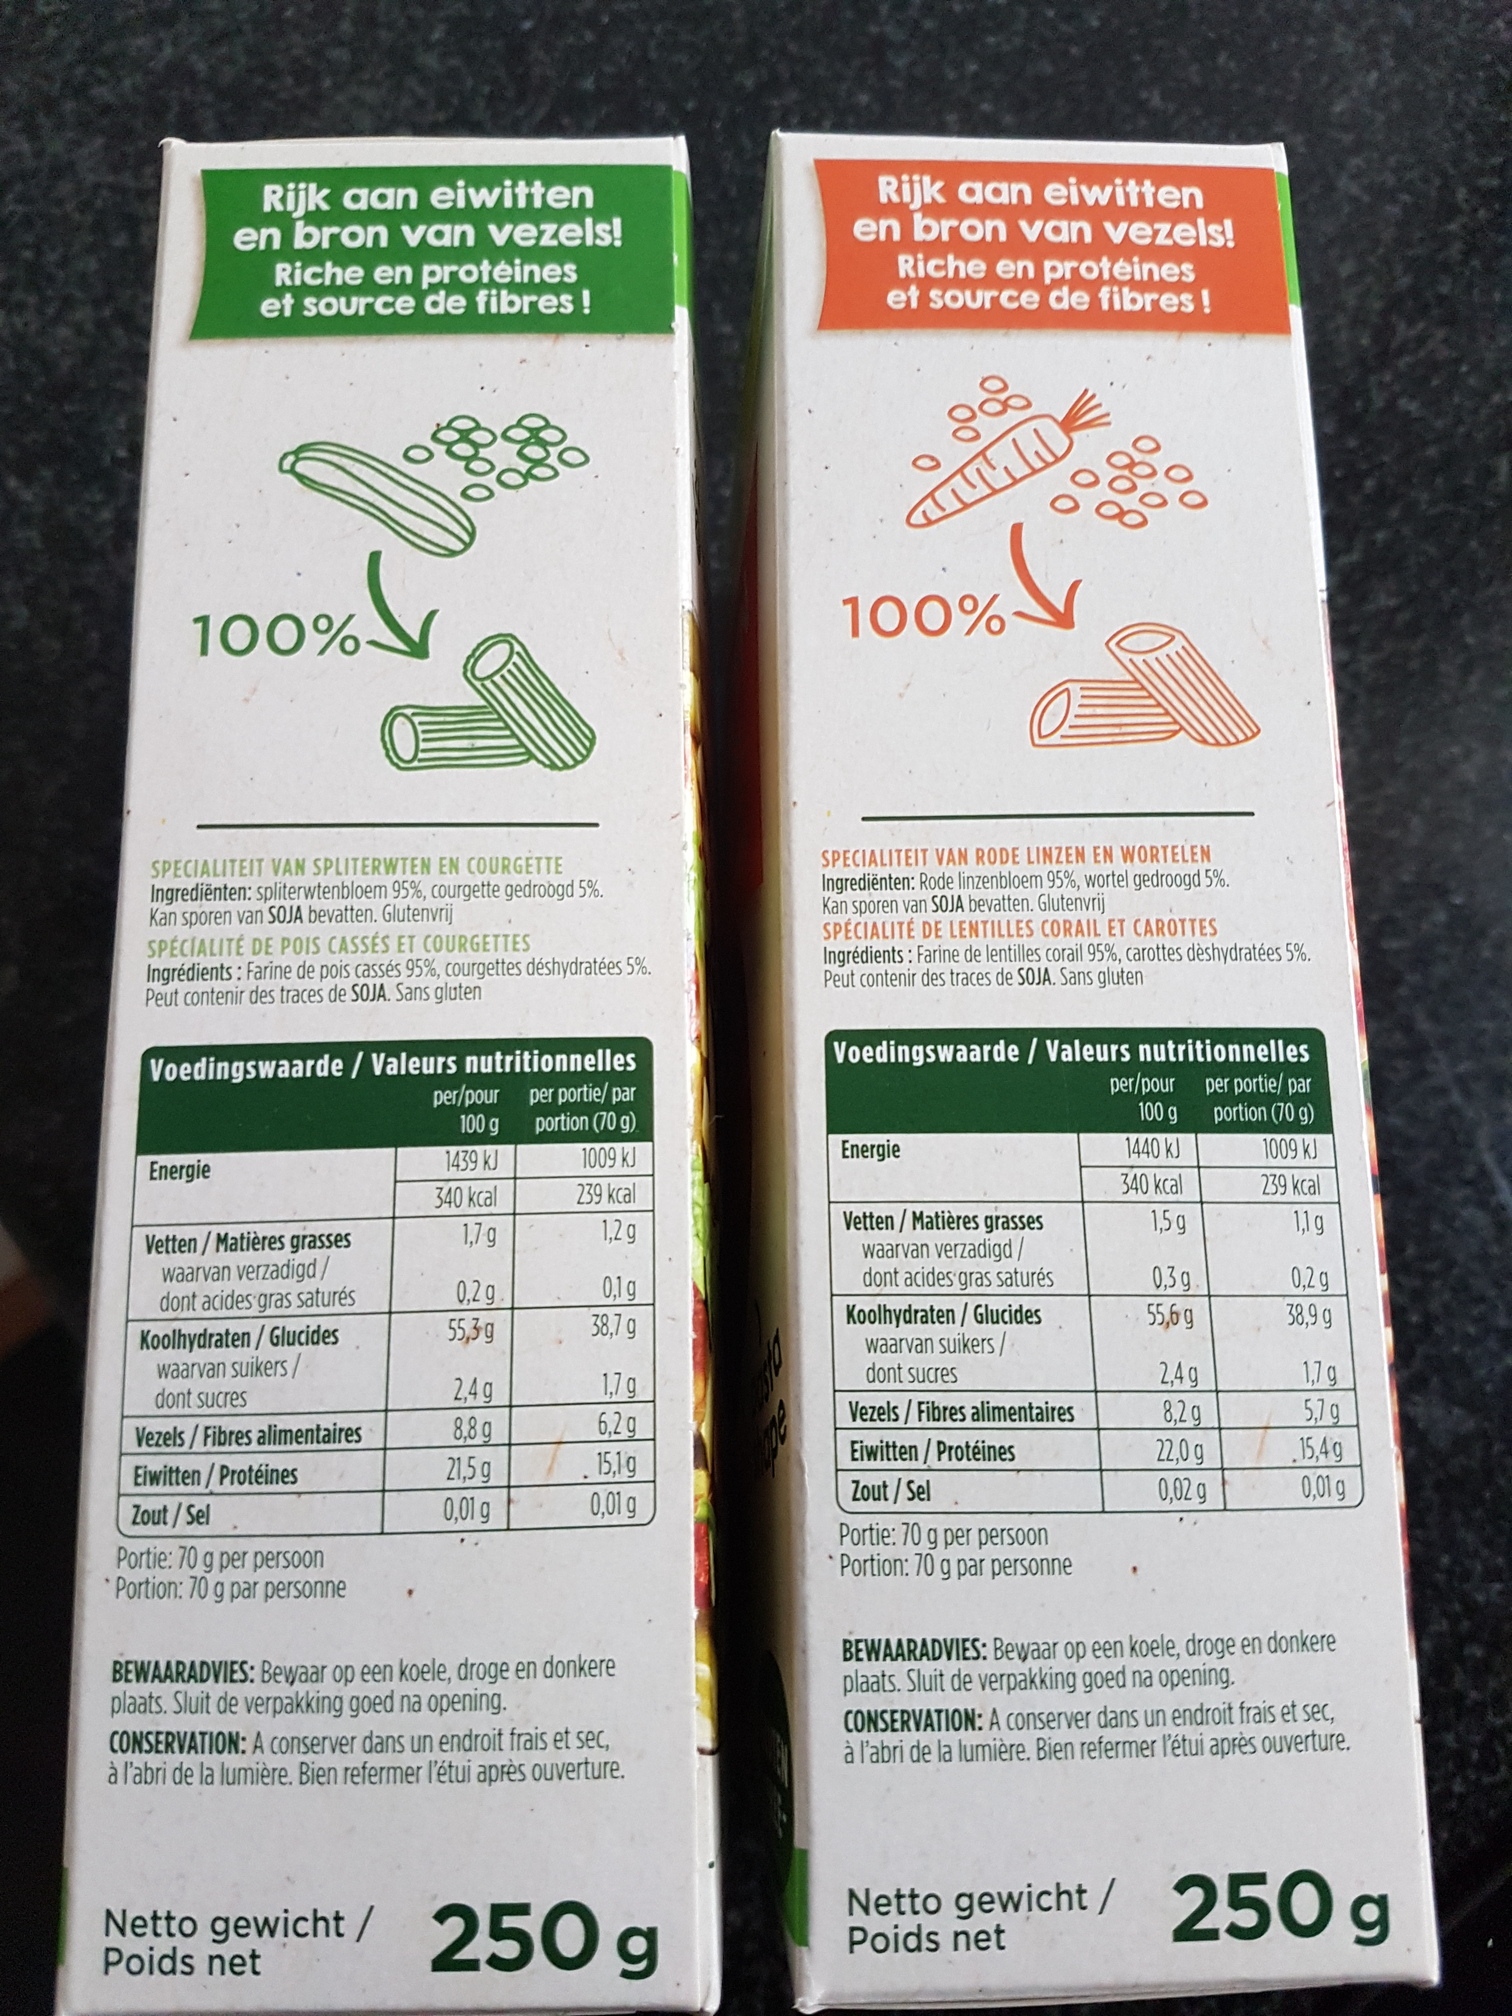 Rijk aan eiwitten
en bron van vezels!
Riche en protéines
et source de fibres !
100%
SPECIALITEIT VAN SPLITERWTEN EN COURGETTE
Ingrediënten: spliterwtenbloem 95%, courgette gedroogd 5%.
Kan sporen van SOJA bevatten. Glutenvrij
SPÉCIALITÉ DE POIS CASSÉS ET COURGETTES
Ingrédients : Farine de pois cassés 95%, courgettes déshydratées 5%.
Peut contenir des traces de SOJA. Sans gluten
Voedingswaarde / Valeurs nutritionnelles
per/pour per portie/ par
100 g portion (70 g)
Energie 1439 kJ 1009 kJ
340 kcal 239 kcal
Vetten / Matières grasses 1,7 g 1,2 g
waarvan verzadigd /
dont acides gras saturés 0,2 g 0,1 g
Koolhydraten / Glucides 55,3 g 38,7 g
waarvan suikers /
dont sucres 2,4 g 1,7 g
Vezels / Fibres alimentaires 8,8 g 6,2 g
Eiwitten / Protéines 21,5 g 15,1 g
Zout / Sel 0,01 g 0,01 g
Portie: 70 g per persoon
Portion: 70 g par personne
BEWAARADVIES: Bewaar op een koele, droge en donkere
plaats. Sluit de verpakking goed na opening.
CONSERVATION: A conserver dans un endroit frais et sec,
à l'abri de la lumière. Bien refermer l'étui après ouverture.
Netto gewicht /
Poids net
250 g
Rijk aan eiwitten
en bron van vezels!
Riche en protéines
et source de fibres !
100%
SPECIALITEIT VAN RODE LINZEN EN WORTELEN
Ingrediënten: Rode linzenbloem 95%, wortel gedroogd 5%.
Kan sporen van SOJA bevatten. Glutenvrij
SPÉCIALITÉ DE LENTILLES CORAIL ET CAROTTES
Ingrédients : Farine de lentilles corail 95%, carottes dèshydratées 5%.
Peut contenir des traces de SOJA. Sans gluten
Voedingswaarde / Valeurs nutritionnelles
per/pour per portie/ par
100 g portion (70 g)
Energie 1440 kJ 1009 kJ
340 kcal 239 kcal
Vetten / Matières grasses 1,5 g 1,1 g
waarvan verzadigd /
dont acides gras saturés 0,3 g 0,2 g
Koolhydraten / Glucides 55,6 g 38,9 g
waarvan suikers /
dont sucres 2,4 g 1,7 g
Vezels / Fibres alimentaires 8,2 g 5,7 g
Eiwitten / Protéines 22,0 g 15,4 g
Zout / Sel 0,02 g 0,01 g
Portie: 70 g per persoon
Portion: 70 g par personne
BEWAARADVIES: Bewaar op een koele, droge en donkere
plaats. Sluit de verpakking goed na opening.
CONSERVATION: A conserver dans un endroit frais et sec,
à l'abri de la lumière. Bien refermer l'étui après ouverture.
Netto gewicht /
Poids net
250 g